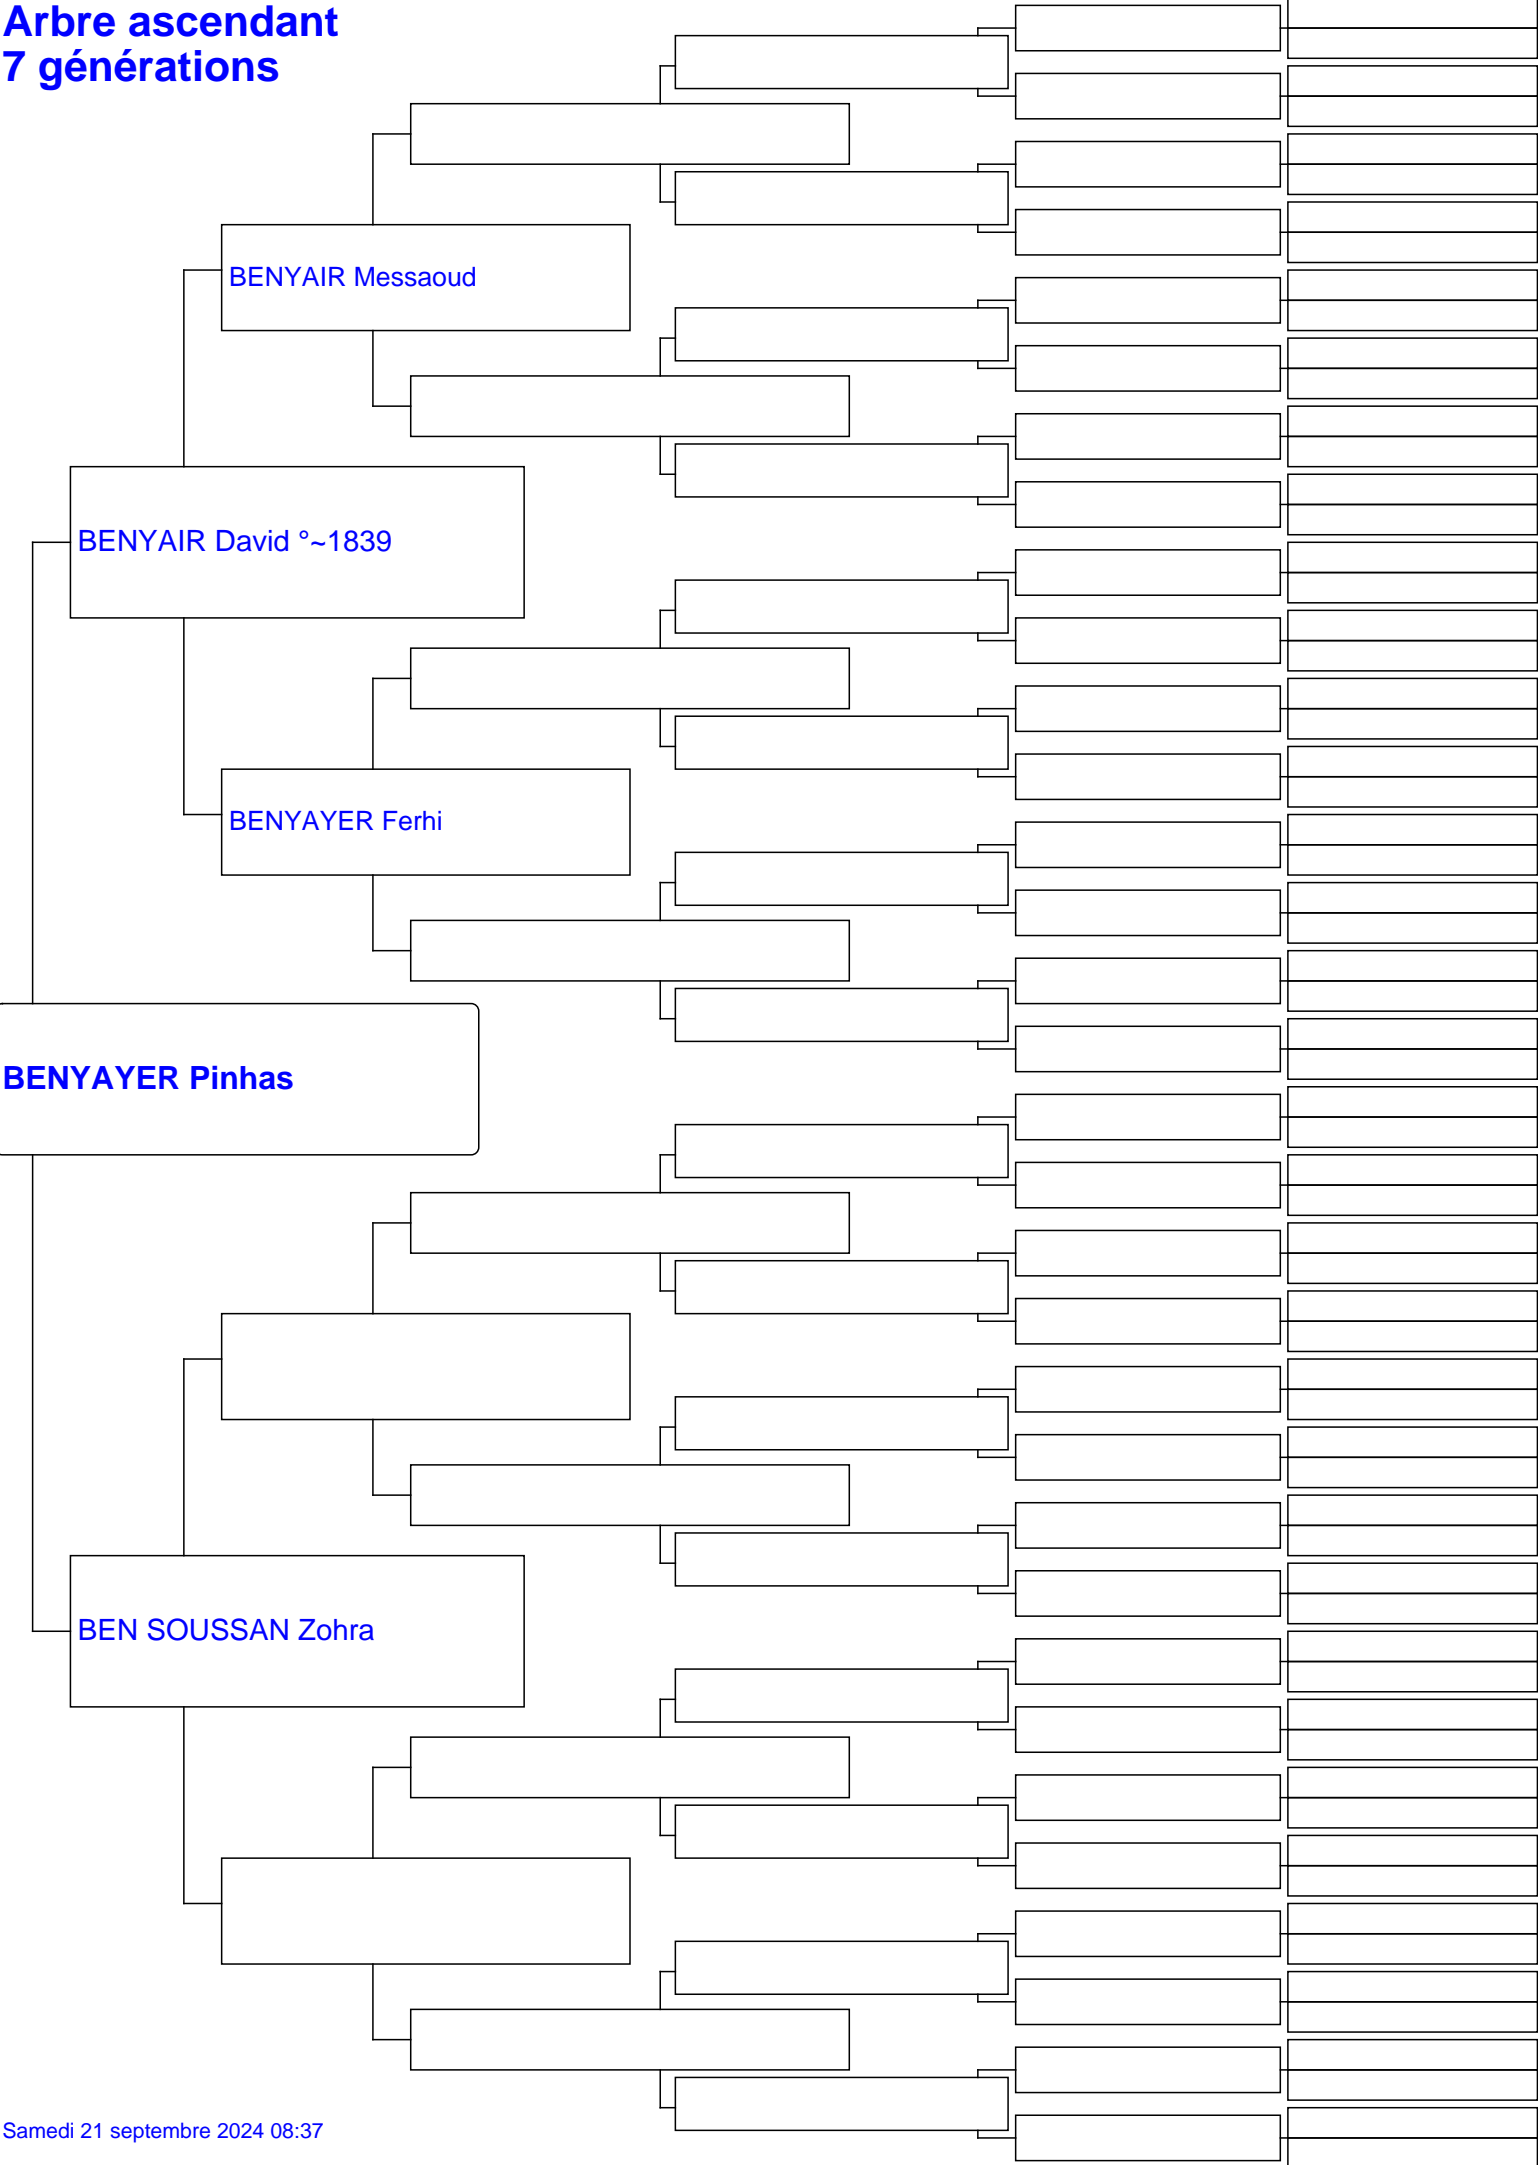 Arbre ascendant
7 générations
BENYAIR Messaoud
BENYAIR David °~1839
BENYAYER Ferhi
BENYAYER Pinhas
BEN SOUSSAN Zohra
Samedi 21 septembre 2024 08:37